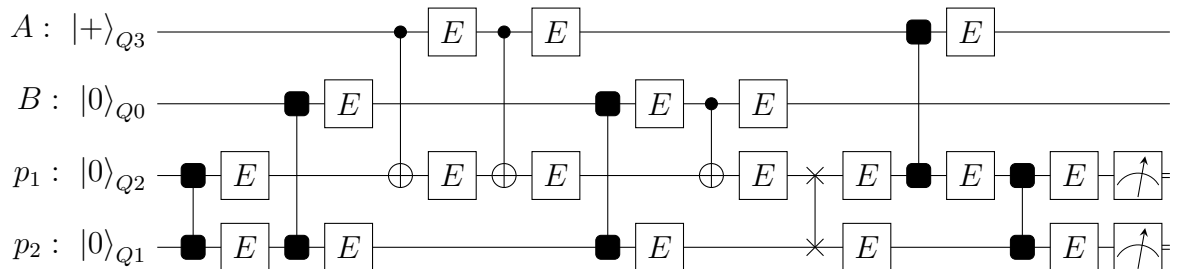 A : |+⟩Q3 E E E
B : |0⟩Q0 E E E
p1 : |0⟩Q2 E E E E E E E
p2 : |0⟩Q1 E E E E E